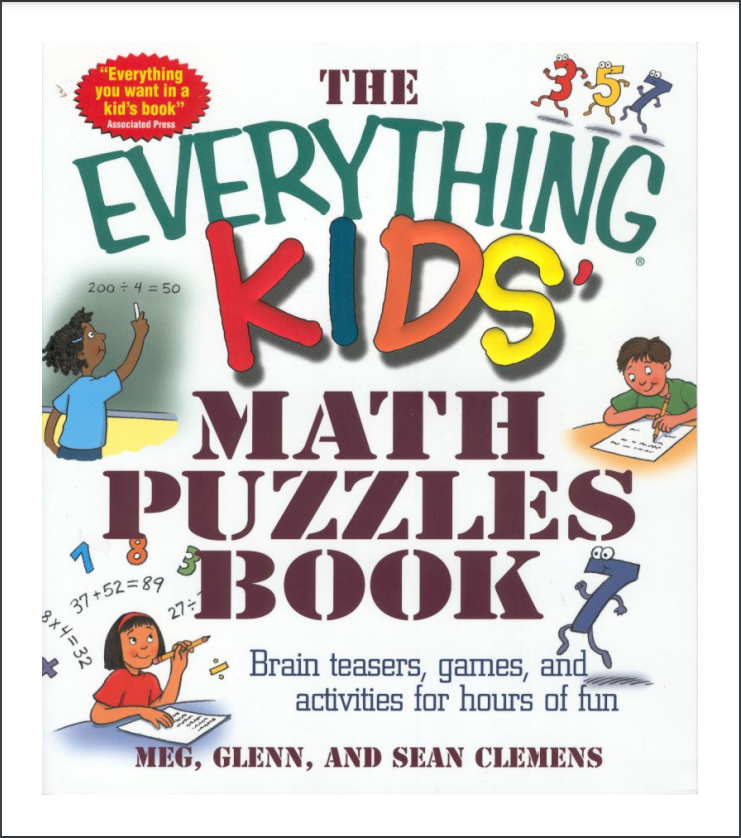 "Everything
you want in a
kid's book"
Associated Press
THE
3 5 7
EVERYTHING®
KIDS'
200 ÷ 4 = 50
MATH
PUZZLES
BOOK
7 8 3
37+52=89
27÷
8x4=32
+
÷
7
Brain teasers, games, and
activities for hours of fun
MEG, GLENN, AND SEAN CLEMENS